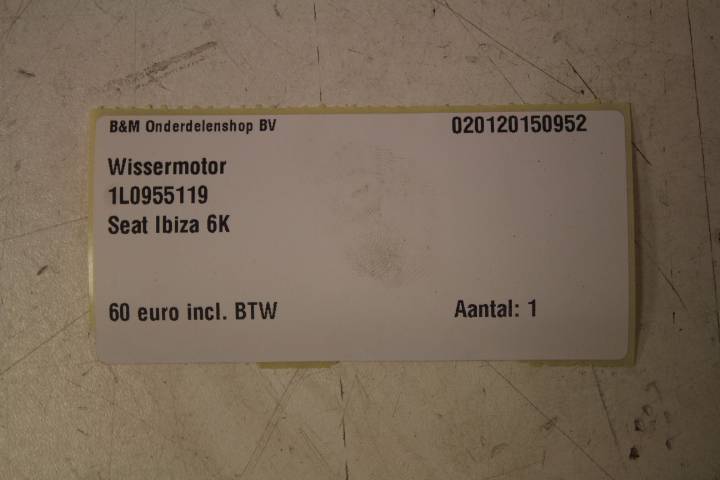 B&M Onderdelenshop BV 020120150952
Wissermotor
1L0955119
Seat Ibiza 6K
60 euro incl. BTW Aantal: 1